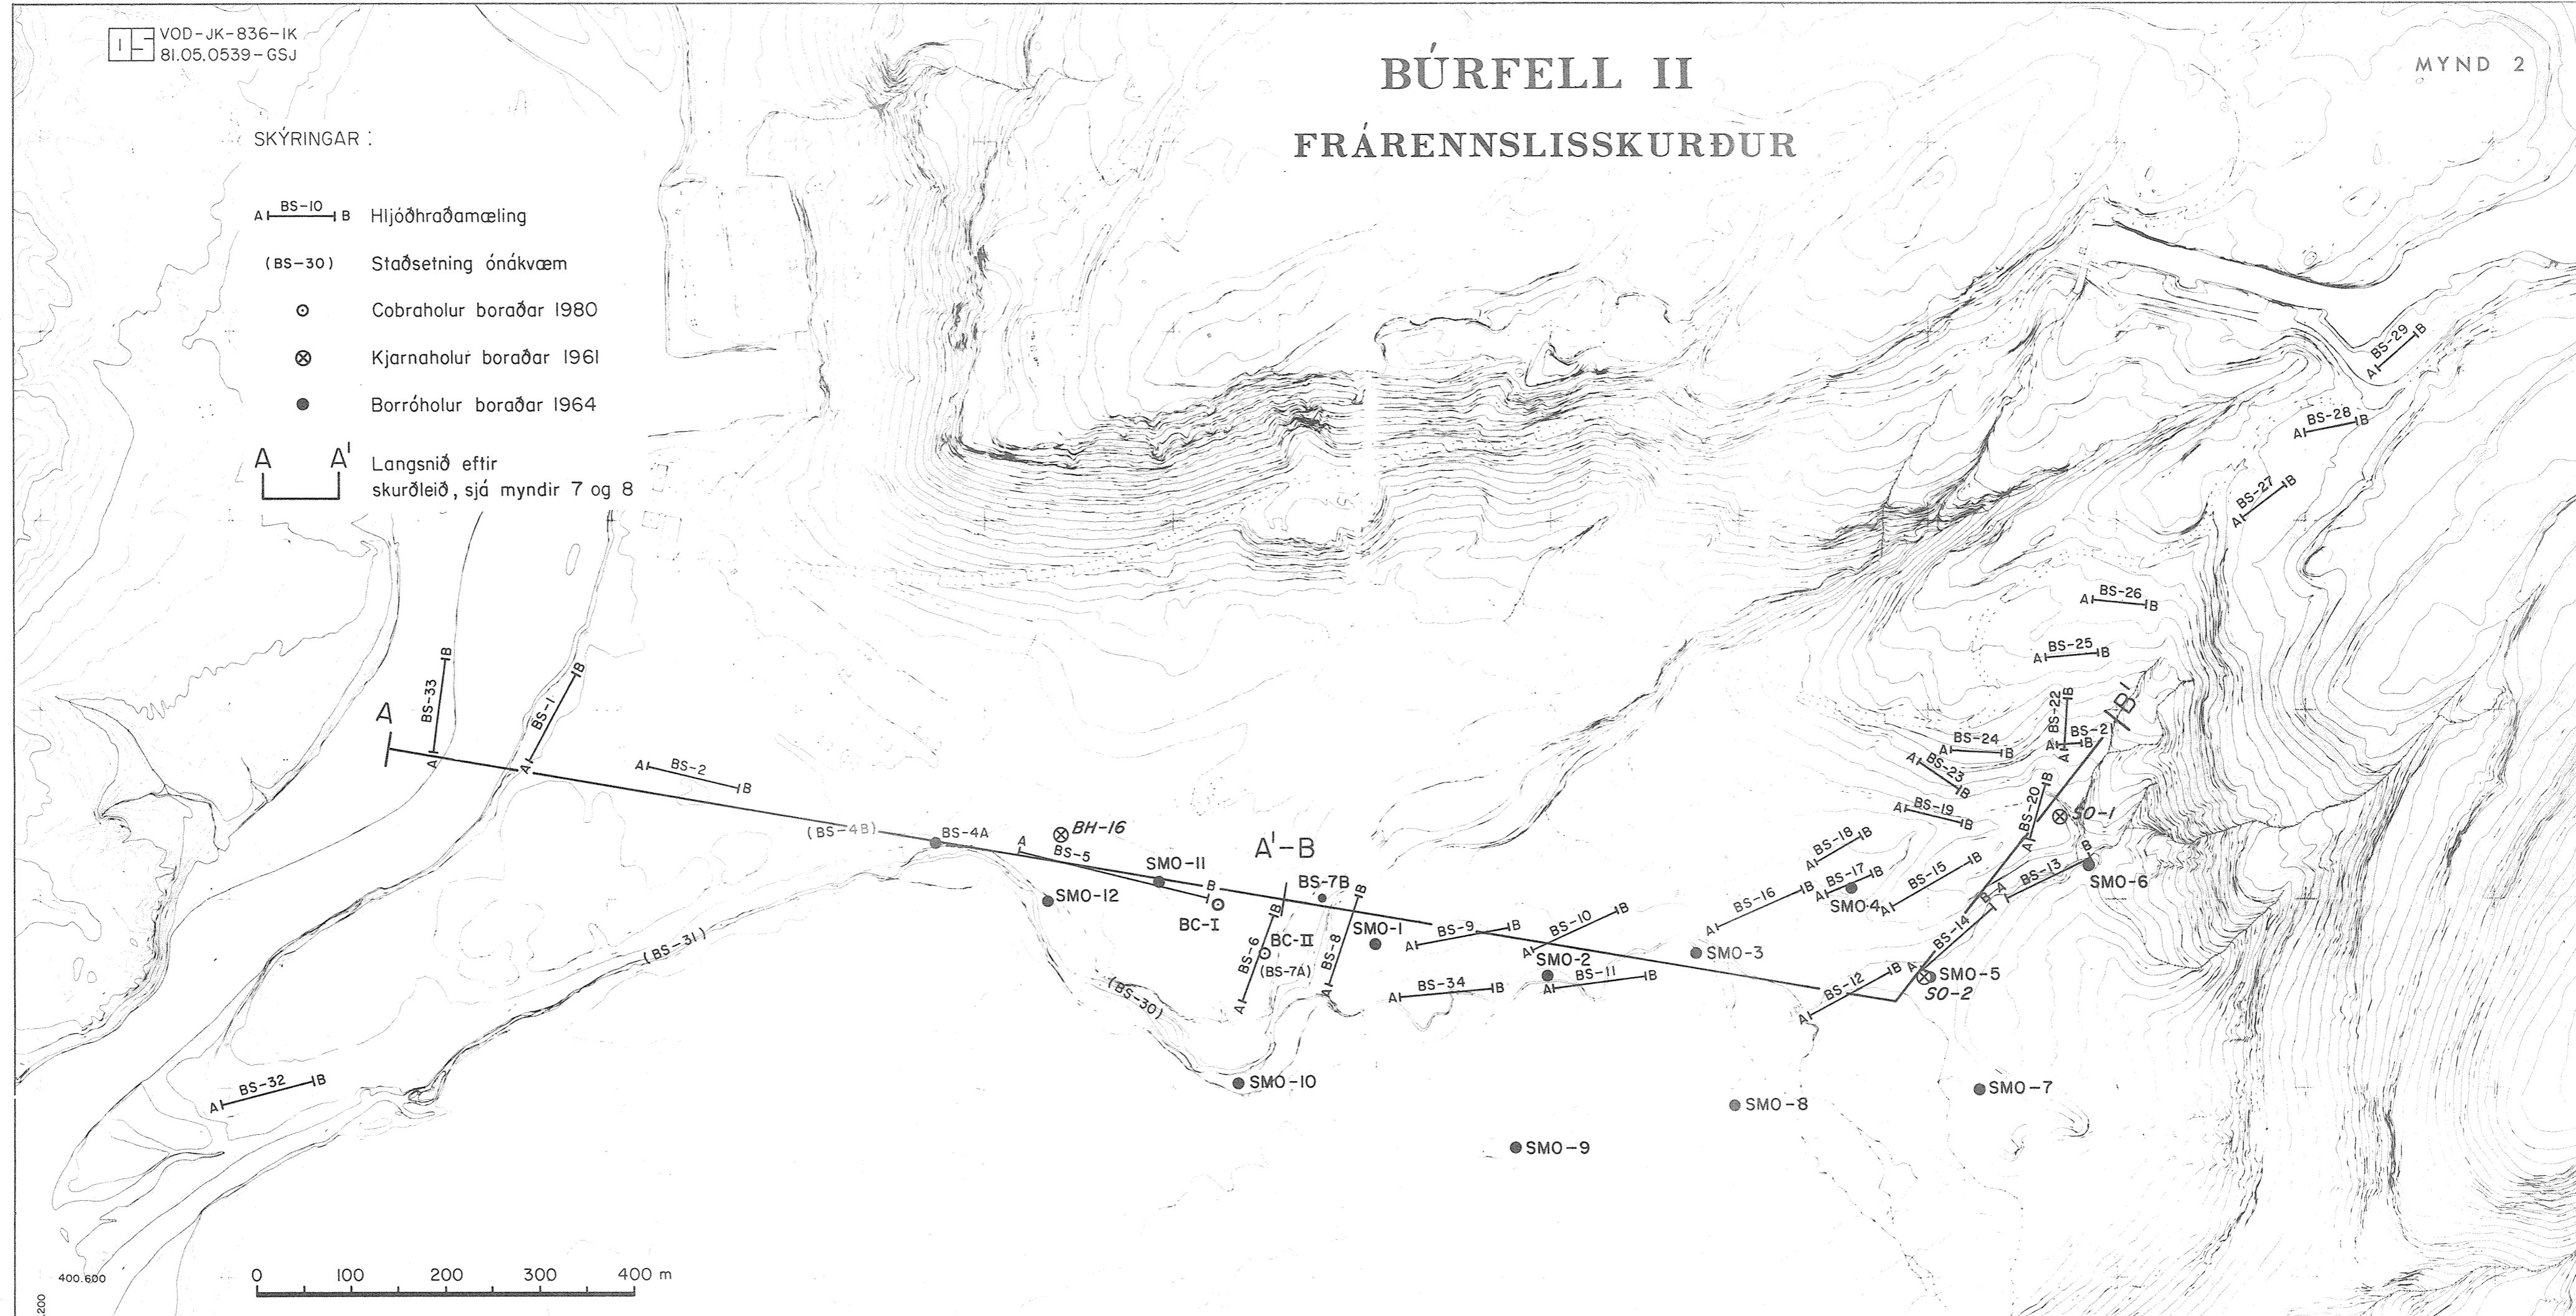 VOD-JK-836-IK
81.05.0539-GSJ
BÚRFELL II
FRÁRENNSLISSKURÐUR
MYND 2
SKÝRINGAR :
A BS-10 B Hljóðhraðamæling
(BS-30) Staðsetning ónákvæm
Cobraholur boraðar 1980
Kjarnaholur boraðar 1961
Borróholur boraðar 1964
A A' Langsnið eftir
skurðleið, sjá myndir 7 og 8
A BS-29 B
A BS-28 B
A BS-27 B
A BS-26 B
A BS-25 B
A BS-22 B
B'
A BS-21 B
A BS-24 B
A BS-23 B
A BS-20 B
A BS-19 B
SO-1
A BS-18 B
A BS-17 B
SMO-4
A BS-15 B
A BS-13 B
SMO-6
A BS-16 B
A BS-14 B
SMO-5
SO-2
A BS-12 B
A
A BS-33 B
A BS-1 B
A BS-2 B
(BS-4B)
BS-4A
BH-16
A BS-5 B
SMO-11
SMO-12
BC-I
A'-B
BS-7B
A BS-6 B
BC-II
(BS-7A)
A BS-8 B
SMO-1
A BS-9 B
A BS-10 B
SMO-2
A BS-11 B
A BS-34 B
SMO-3
(BS-31)
(BS-30)
SMO-10
A BS-32 B
SMO-7
SMO-8
SMO-9
0 100 200 300 400 m
400.600
200